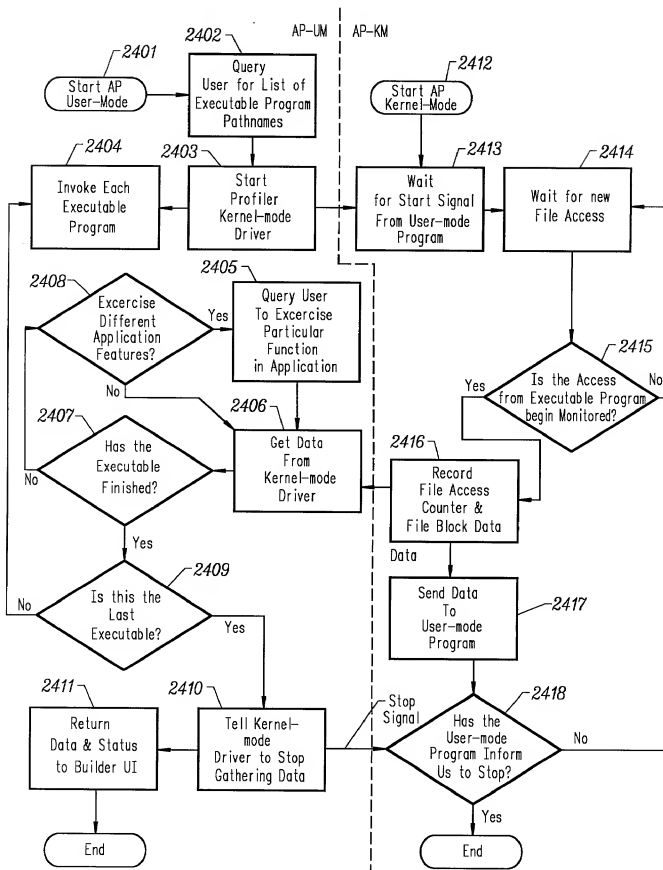 AP-UM
AP-KM
2401
Start AP
User-Mode
2402
Query
User for List of
Executable Program
Pathnames
2412
Start AP
Kernel-Mode
2404
Invoke Each
Executable
Program
2403
Start
Profiler
Kernel-mode
Driver
2413
Wait
for Start Signal
From User-mode
Program
2414
Wait for new
File Access
2408
Excercise
Different
Application
Features?
Yes
No
2405
Query User
To Excercise
Particular
Function
in Application
2415
Is the Access
from Executable Program
begin Monitored?
Yes
No
2407
Has the
Executable
Finished?
No
Yes
2406
Get Data
From
Kernel-mode
Driver
2416
Record
File Access
Counter &
File Block Data
Data
2409
Is this the
Last
Executable?
No
Yes
2417
Send Data
To
User-mode
Program
2411
Return
Data & Status
to Builder UI
2410
Tell Kernel-
mode
Driver to Stop
Gathering Data
Stop
Signal
2418
Has the
User-mode
Program Inform
Us to Stop?
No
Yes
End
End